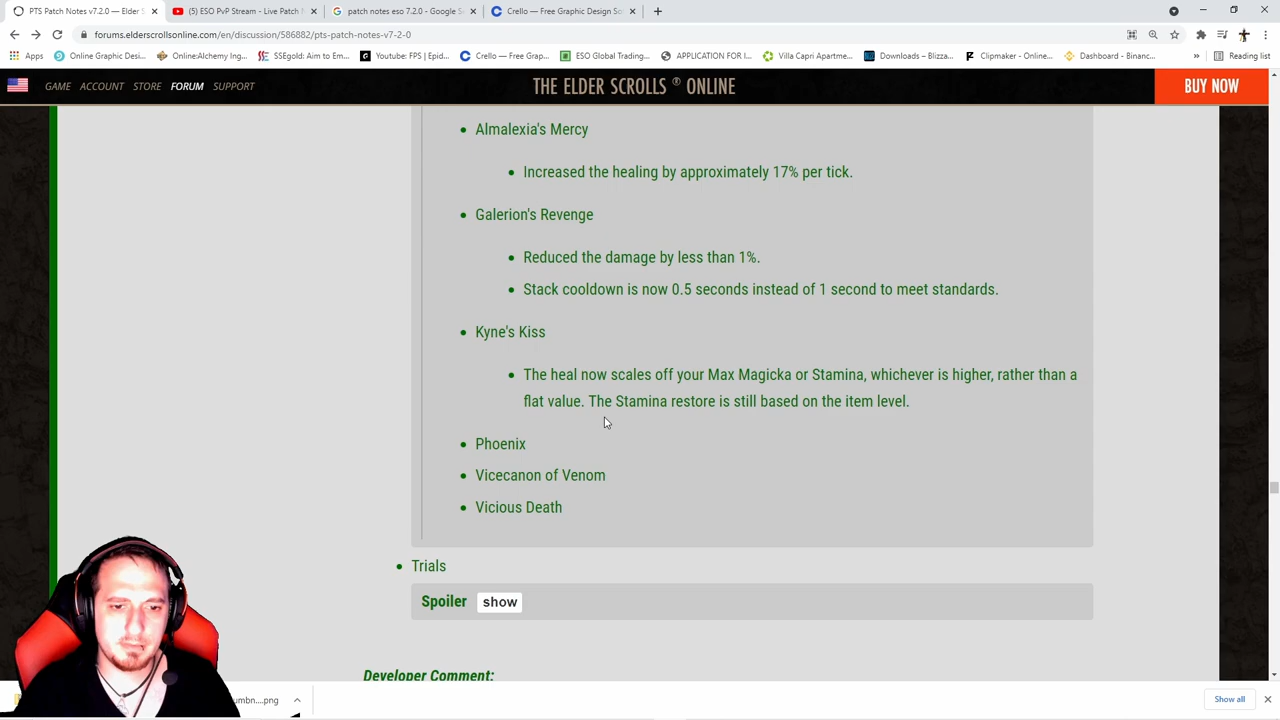 PTS Patch Notes v7.2.0 — Elder S
(5) ESO PvP Stream - Live Patch N
patch notes eso 7.2.0 - Google Se
Crello — Free Graphic Design So
forums.elderscrollsonline.com/en/discussion/586882/pts-patch-notes-v7-2-0
Apps
Online Graphic Desi...
Online:Alchemy Ing...
SSEgold: Aim to Em...
Youtube: FPS | Epid...
Crello — Free Grap...
ESO Global Trading...
APPLICATION FOR I...
Villa Capri Apartme...
Downloads – Blizza...
Clipmaker - Online...
Dashboard - Binanc...
»
Reading list
GAME ACCOUNT STORE FORUM SUPPORT
THE ELDER SCROLLS ® ONLINE
BUY NOW
Almalexia's Mercy
Increased the healing by approximately 17% per tick.
Galerion's Revenge
Reduced the damage by less than 1%.
Stack cooldown is now 0.5 seconds instead of 1 second to meet standards.
Kyne's Kiss
The heal now scales off your Max Magicka or Stamina, whichever is higher, rather than a
flat value. The Stamina restore is still based on the item level.
Phoenix
Vicecanon of Venom
Vicious Death
Trials
Spoiler show
Developer Comment:
umbn....png
Show all